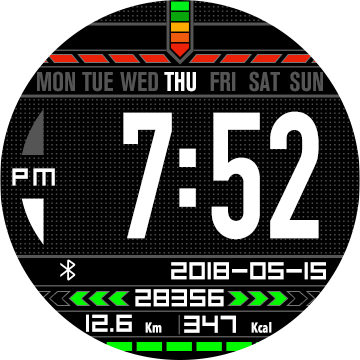 MON TUE WED THU FRI SAT SUN
7:52
PM
2018-05-15
28356
12.6 Km 347 Kcal